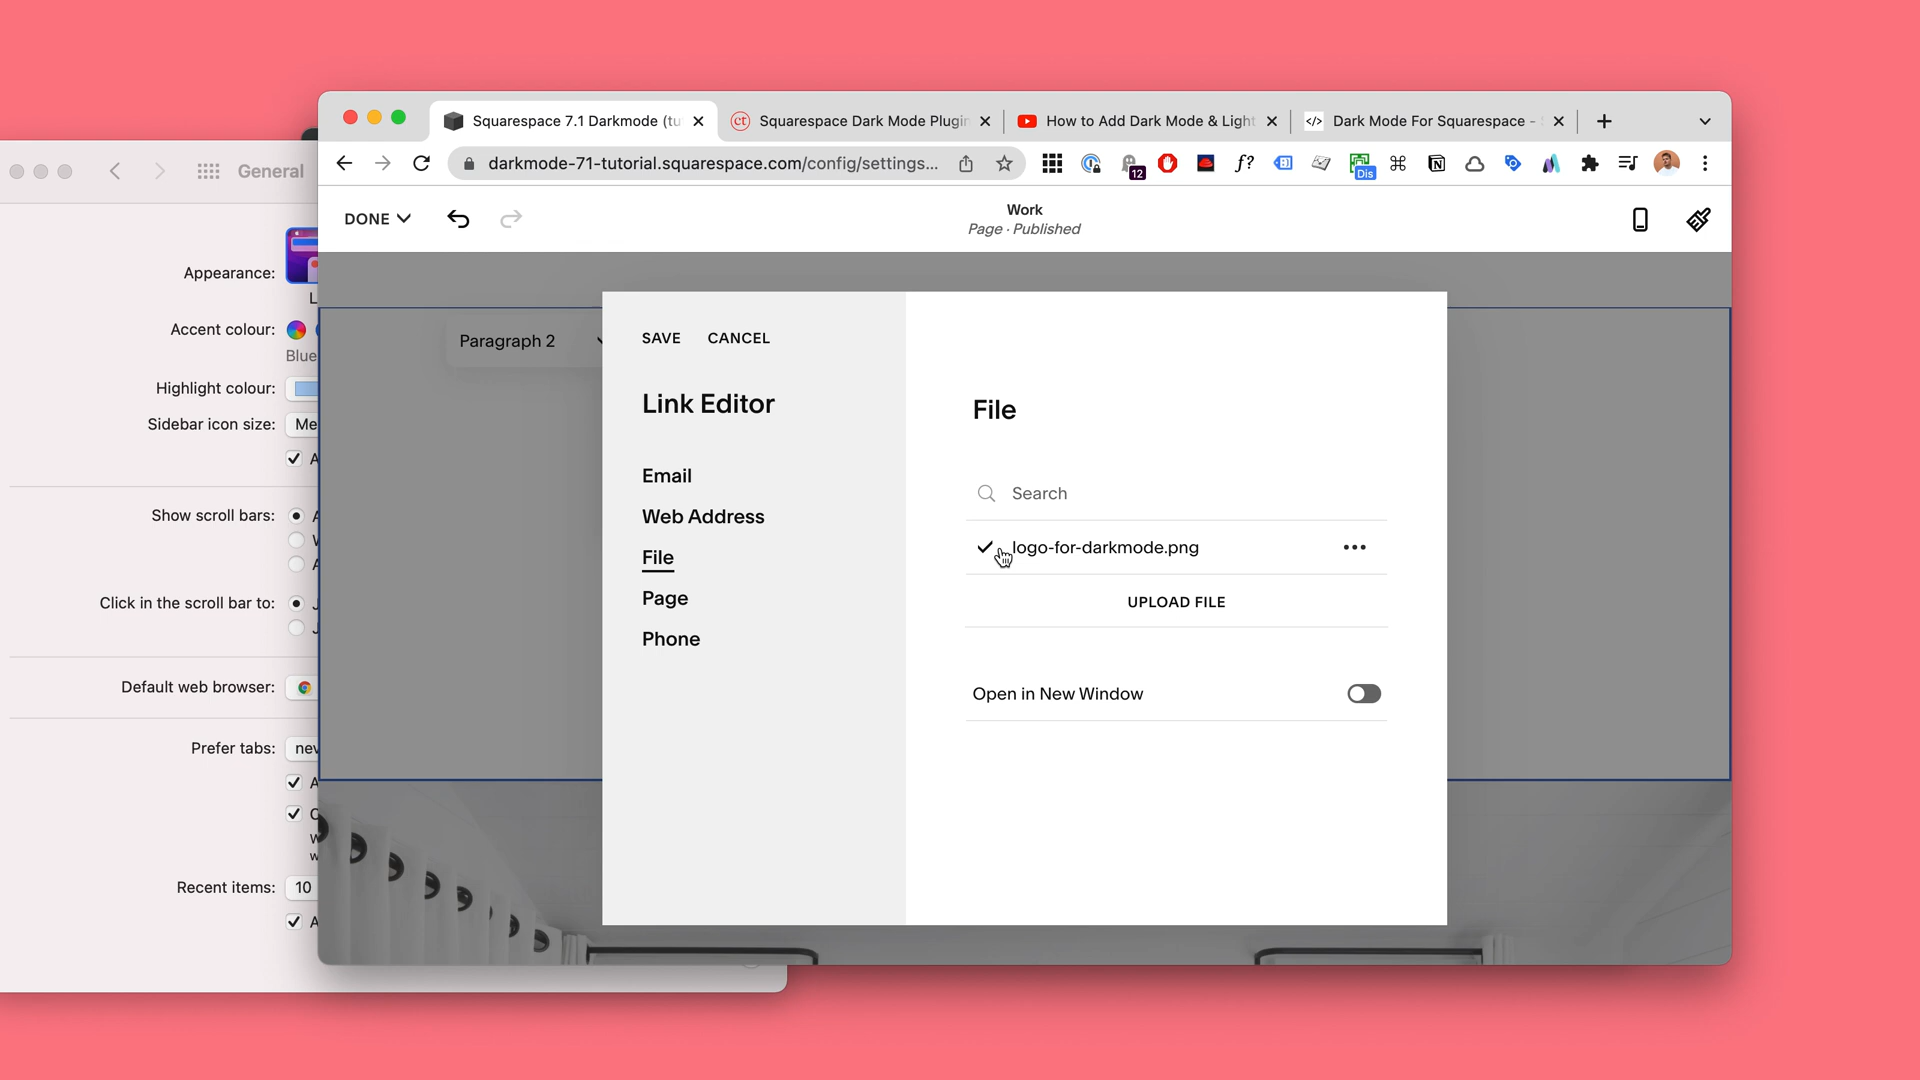 Squarespace 7.1 Darkmode (tu
Squarespace Dark Mode Plugin
How to Add Dark Mode & Light
Dark Mode For Squarespace -
darkmode-71-tutorial.squarespace.com/config/settings...
12
f?
Dis
DONE
Work
Page · Published
General
Appearance:
L
Accent colour:
Blue
Highlight colour:
Sidebar icon size:
Me
A
Show scroll bars:
A
W
A
Click in the scroll bar to:
J
J
Default web browser:
Prefer tabs:
A
C
w
w
Recent items:
10
A
Paragraph 2
SAVE
CANCEL
Link Editor
Email
Web Address
File
Page
Phone
File
Search
logo-for-darkmode.png
UPLOAD FILE
Open in New Window